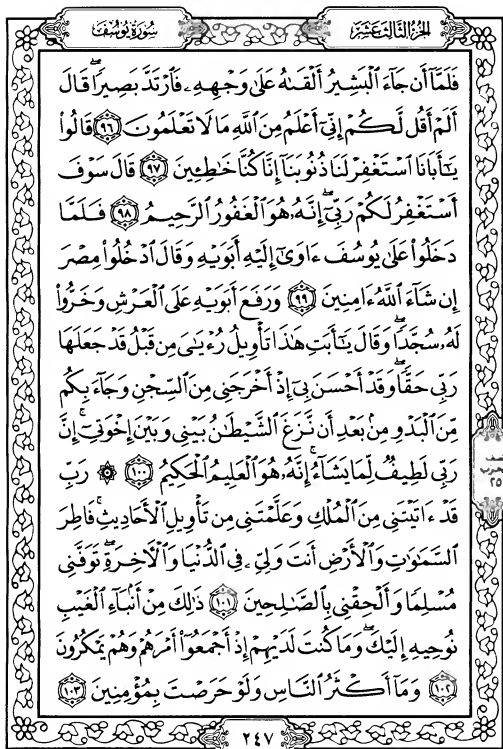 الجزء الثالث عشر
سورة يوسف
فَلَمَّآ أَن جَآءَ ٱلْبَشِيرُ أَلْقَىٰهُ عَلَىٰ وَجْهِهِۦ فَٱرْتَدَّ بَصِيرًۭا ۖ قَالَ
أَلَمْ أَقُل لَّكُمْ إِنِّىٓ أَعْلَمُ مِنَ ٱللَّهِ مَا لَا تَعْلَمُونَ ٩٦ قَالُوا۟
يَـٰٓأَبَانَا ٱسْتَغْفِرْ لَنَا ذُنُوبَنَآ إِنَّا كُنَّا خَـٰطِـِٔينَ ٩٧ قَالَ سَوْفَ
أَسْتَغْفِرُ لَكُمْ رَبِّىٓ ۖ إِنَّهُۥ هُوَ ٱلْغَفُورُ ٱلرَّحِيمُ ٩٨ فَلَمَّا
دَخَلُوا۟ عَلَىٰ يُوسُفَ ءَاوَىٰٓ إِلَيْهِ أَبَوَيْهِ وَقَالَ ٱدْخُلُوا۟ مِصْرَ
إِن شَآءَ ٱللَّهُ ءَامِنِينَ ٩٩ وَرَفَعَ أَبَوَيْهِ عَلَى ٱلْعَرْشِ وَخَرُّوا۟
لَهُۥ سُجَّدًۭا ۖ وَقَالَ يَـٰٓأَبَتِ هَـٰذَا تَأْوِيلُ رُءْيَـٰىَ مِن قَبْلُ قَدْ جَعَلَهَا
رَبِّى حَقًّۭا ۖ وَقَدْ أَحْسَنَ بِىٓ إِذْ أَخْرَجَنِى مِنَ ٱلسِّجْنِ وَجَآءَ بِكُم
مِّنَ ٱلْبَدْوِ مِنۢ بَعْدِ أَن نَّزَغَ ٱلشَّيْطَـٰنُ بَيْنِى وَبَيْنَ إِخْوَتِىٓ ۚ إِنَّ
رَبِّى لَطِيفٌۭ لِّمَا يَشَآءُ ۚ إِنَّهُۥ هُوَ ٱلْعَلِيمُ ٱلْحَكِيمُ ١٠٠ ۞ رَبِّ
قَدْ ءَاتَيْتَنِى مِنَ ٱلْمُلْكِ وَعَلَّمْتَنِى مِن تَأْوِيلِ ٱلْأَحَادِيثِ ۚ فَاطِرَ
ٱلسَّمَـٰوَٰتِ وَٱلْأَرْضِ أَنتَ وَلِىِّۦ فِى ٱلدُّنْيَا وَٱلْـَٔاخِرَةِ ۖ تَوَفَّنِى
مُسْلِمًۭا وَأَلْحِقْنِى بِٱلصَّـٰلِحِينَ ١٠١ ذَٰلِكَ مِنْ أَنۢبَآءِ ٱلْغَيْبِ
نُوحِيهِ إِلَيْكَ ۖ وَمَا كُنتَ لَدَيْهِمْ إِذْ أَجْمَعُوٓا۟ أَمْرَهُمْ وَهُمْ يَمْكُرُونَ
١٠٢ وَمَآ أَكْثَرُ ٱلنَّاسِ وَلَوْ حَرَصْتَ بِمُؤْمِنِينَ ١٠٣
نصف
الحزب
٢٥
٢٤٧